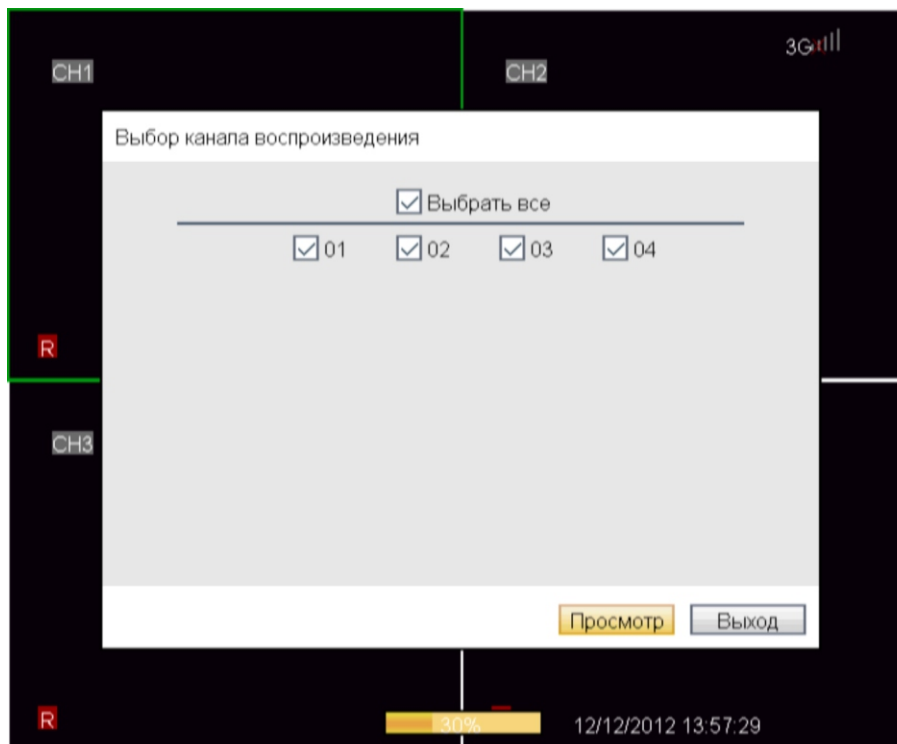 3G
CH1
CH2
Выбор канала воспроизведения
Выбрать все
01 02 03 04
R
CH3
Просмотр Выход
R
30%
12/12/2012 13:57:29